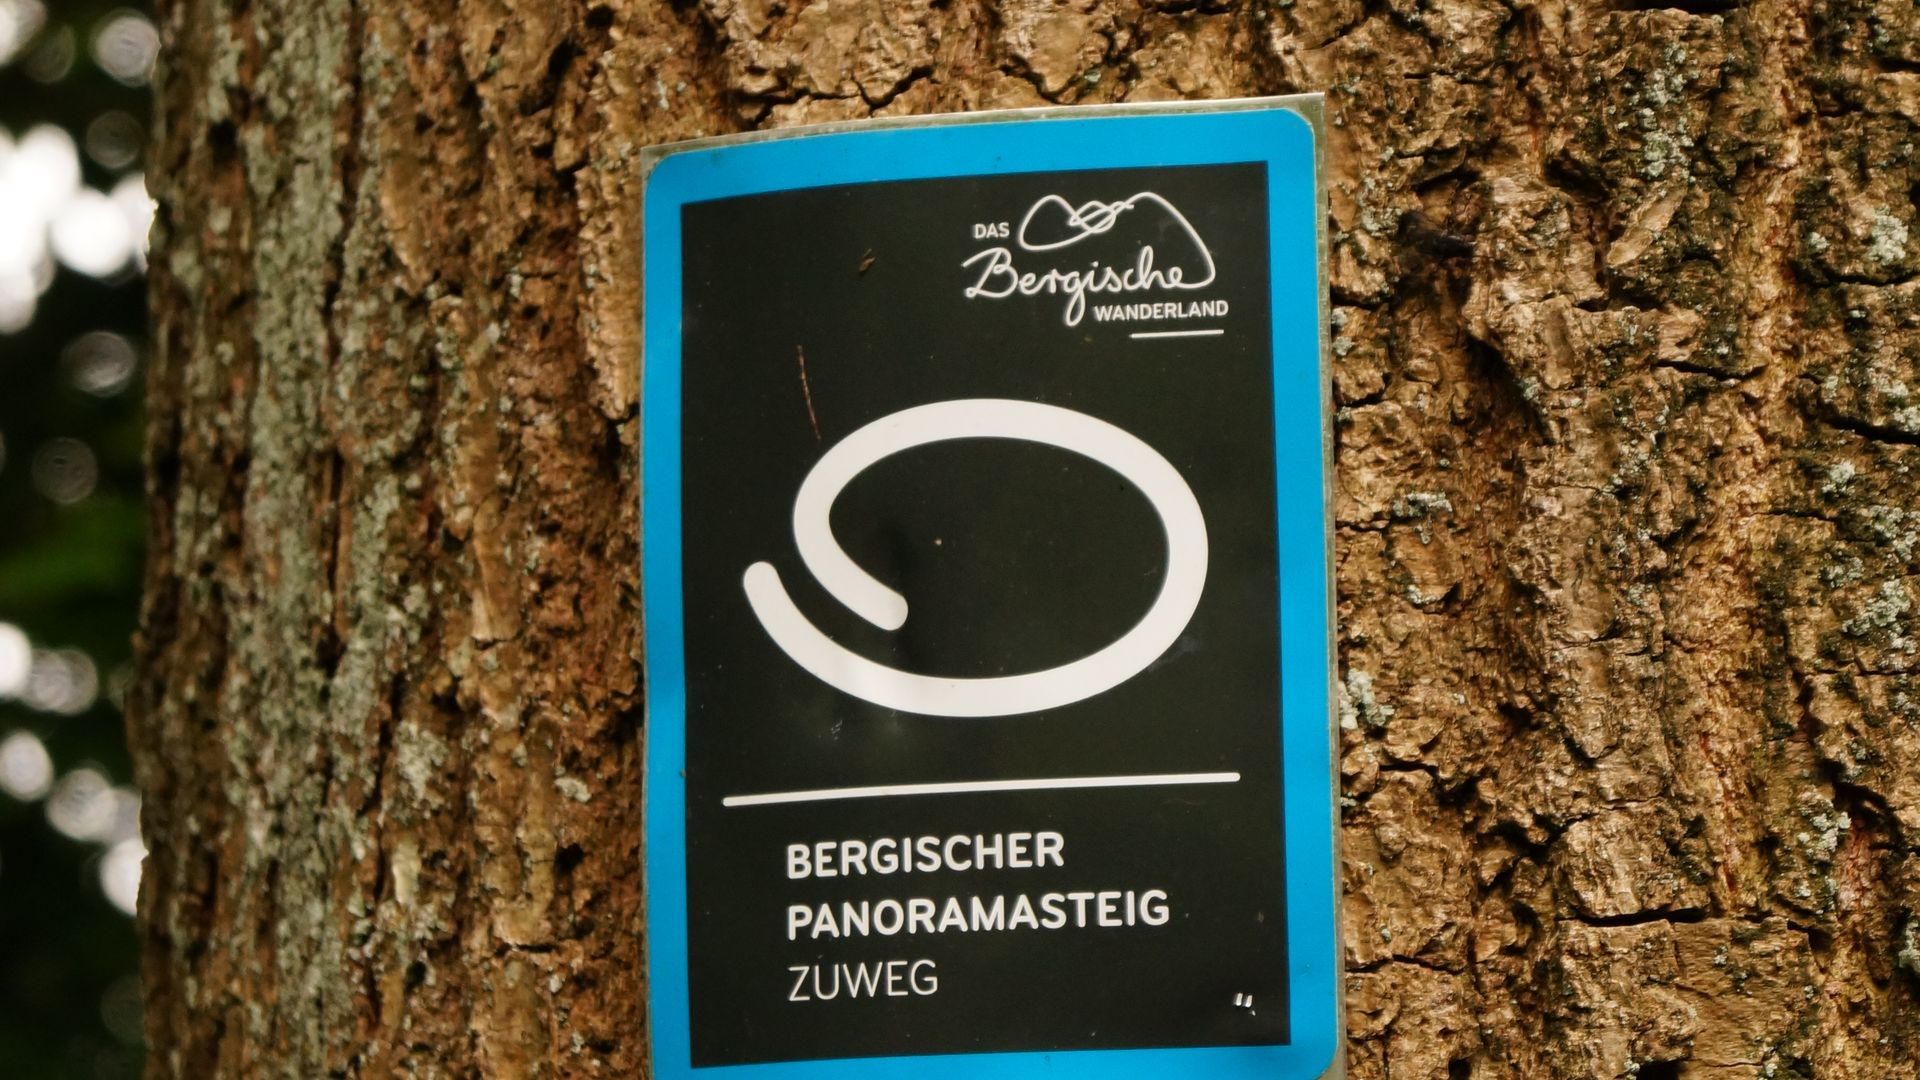 DAS
Bergische
WANDERLAND
BERGISCHER
PANORAMASTEIG
ZUWEG